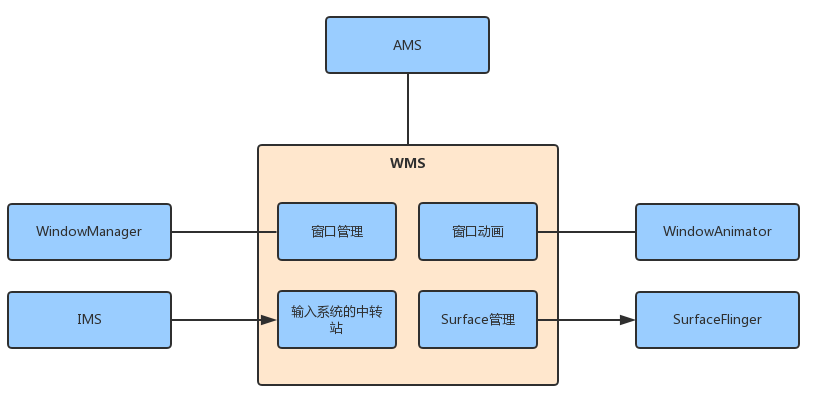 AMS
WMS
WindowManager
窗口管理
窗口动画
WindowAnimator
IMS
输入系统的中转
站
Surface管理
SurfaceFlinger